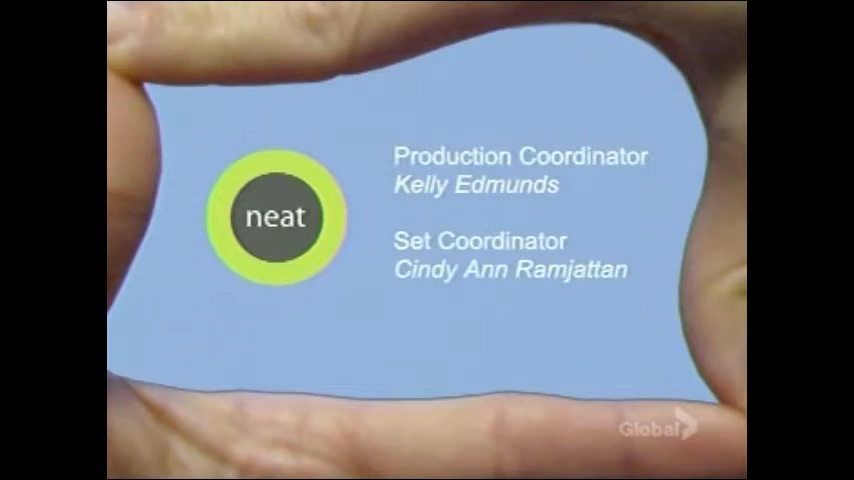 neat
Production Coordinator
Kelly Edmunds
Set Coordinator
Cindy Ann Ramjattan
Global